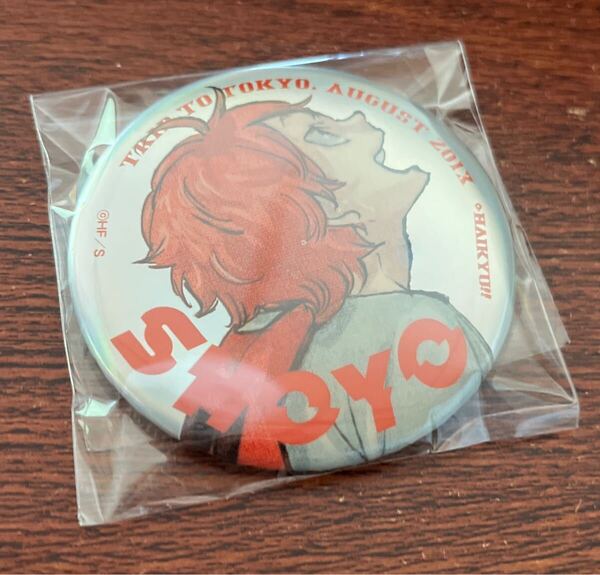 TRIP TO TOKYO, AUGUST 201X
HAIKYU!!
©HF/S
SHOYO